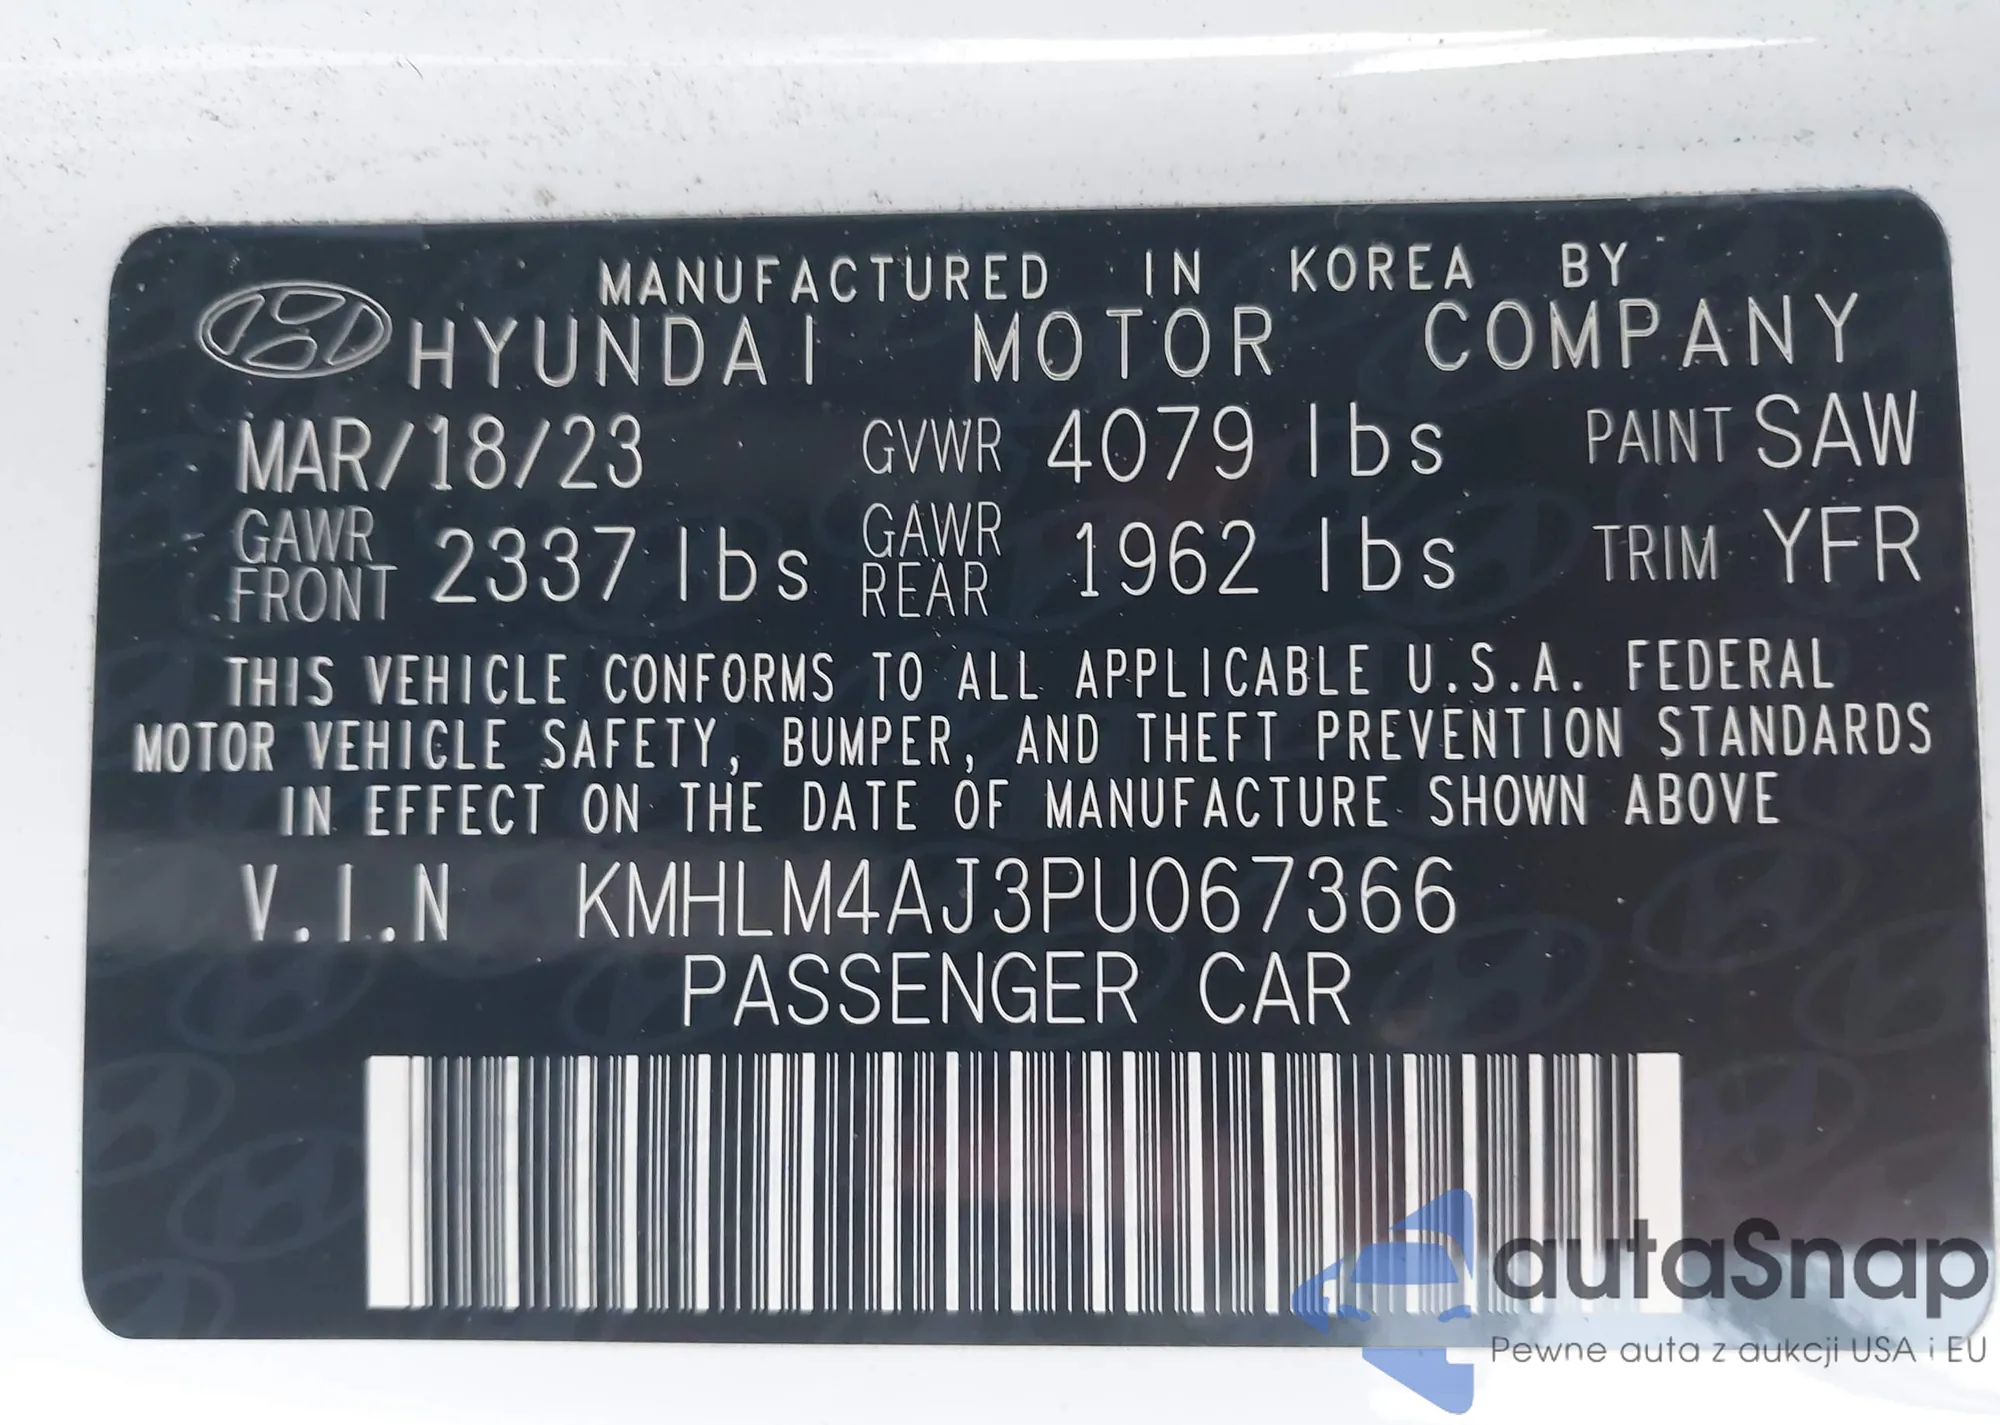 MANUFACTURED IN KOREA BY
HYUNDAI MOTOR COMPANY
MAR/18/23 GVWR 4079 lbs PAINT SAW
GAWR FRONT 2337 lbs GAWR REAR 1962 lbs TRIM YFR
THIS VEHICLE CONFORMS TO ALL APPLICABLE U.S.A. FEDERAL
MOTOR VEHICLE SAFETY, BUMPER, AND THEFT PREVENTION STANDARDS
IN EFFECT ON THE DATE OF MANUFACTURE SHOWN ABOVE
V.I.N KMHLM4AJ3PU067366
PASSENGER CAR
autaSnap
Pewne auta z aukcji USA i EU